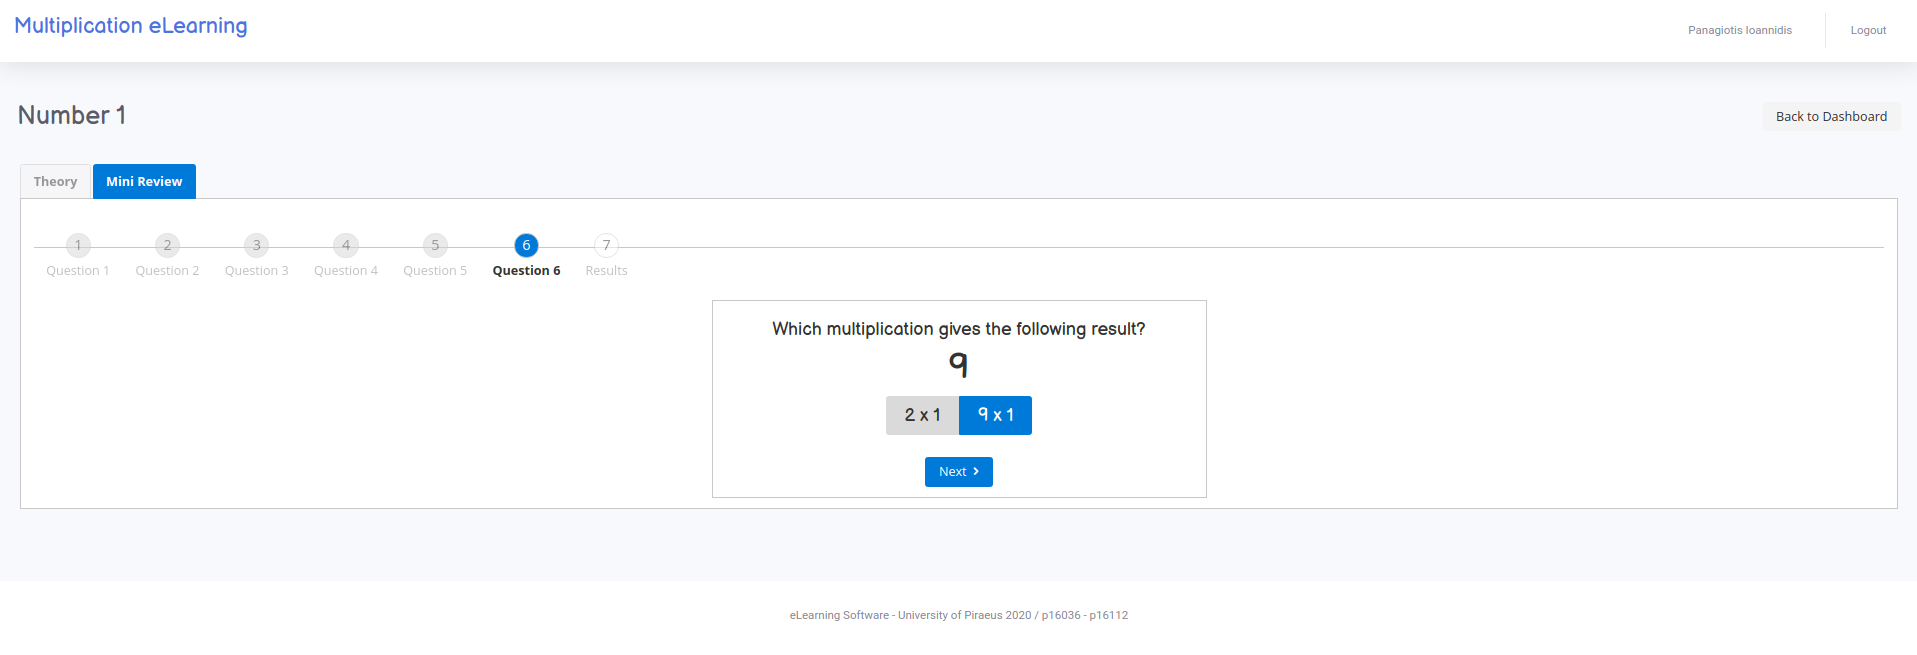 Multiplication eLearning
Panagiotis Ioannidis
Logout
Number 1
Back to Dashboard
Theory
Mini Review
1 2 3 4 5 6 7
Question 1 Question 2 Question 3 Question 4 Question 5 Question 6 Results
Which multiplication gives the following result?
9
2 x 1 9 x 1
Next
eLearning Software - University of Piraeus 2020 / p16036 - p16112